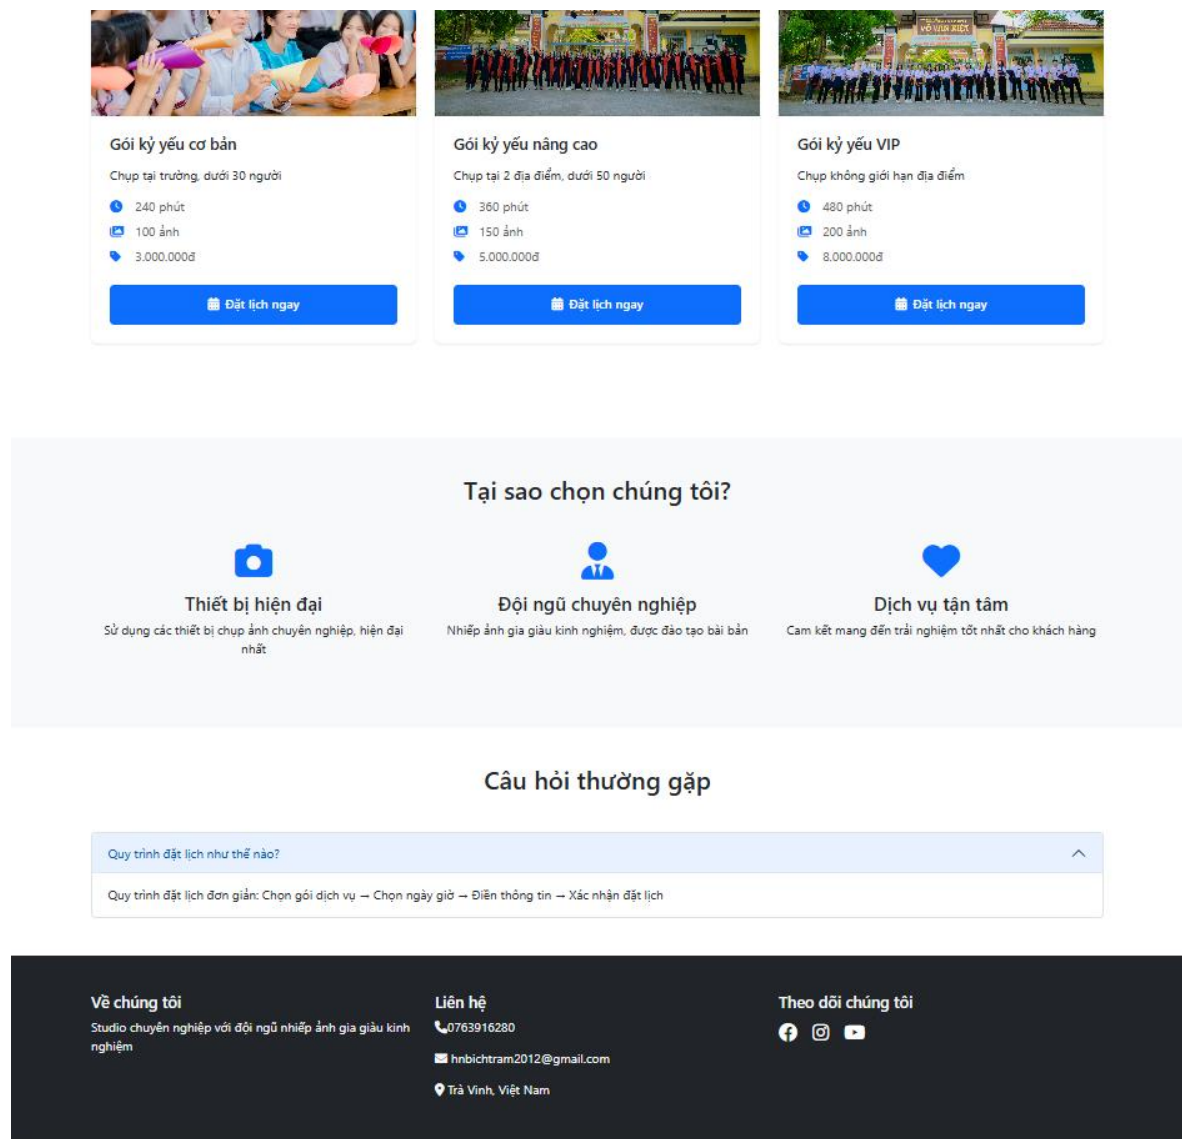 VÕ VĂN KIỆT
Gói kỷ yếu cơ bản
Chụp tại trường, dưới 30 người
240 phút
100 ảnh
3.000.000đ
Đặt lịch ngay
Gói kỷ yếu nâng cao
Chụp tại 2 địa điểm, dưới 50 người
360 phút
150 ảnh
5.000.000đ
Đặt lịch ngay
Gói kỷ yếu VIP
Chụp không giới hạn địa điểm
480 phút
200 ảnh
8.000.000đ
Đặt lịch ngay
Tại sao chọn chúng tôi?
Thiết bị hiện đại
Sử dụng các thiết bị chụp ảnh chuyên nghiệp, hiện đại
nhất
Đội ngũ chuyên nghiệp
Nhiếp ảnh gia giàu kinh nghiệm, được đào tạo bài bản
Dịch vụ tận tâm
Cam kết mang đến trải nghiệm tốt nhất cho khách hàng
Câu hỏi thường gặp
Quy trình đặt lịch như thế nào?
Quy trình đặt lịch đơn giản: Chọn gói dịch vụ → Chọn ngày giờ → Điền thông tin → Xác nhận đặt lịch
Về chúng tôi
Studio chuyên nghiệp với đội ngũ nhiếp ảnh gia giàu kinh
nghiệm
Liên hệ
0763916280
hnbichtram2012@gmail.com
Trà Vinh, Việt Nam
Theo dõi chúng tôi